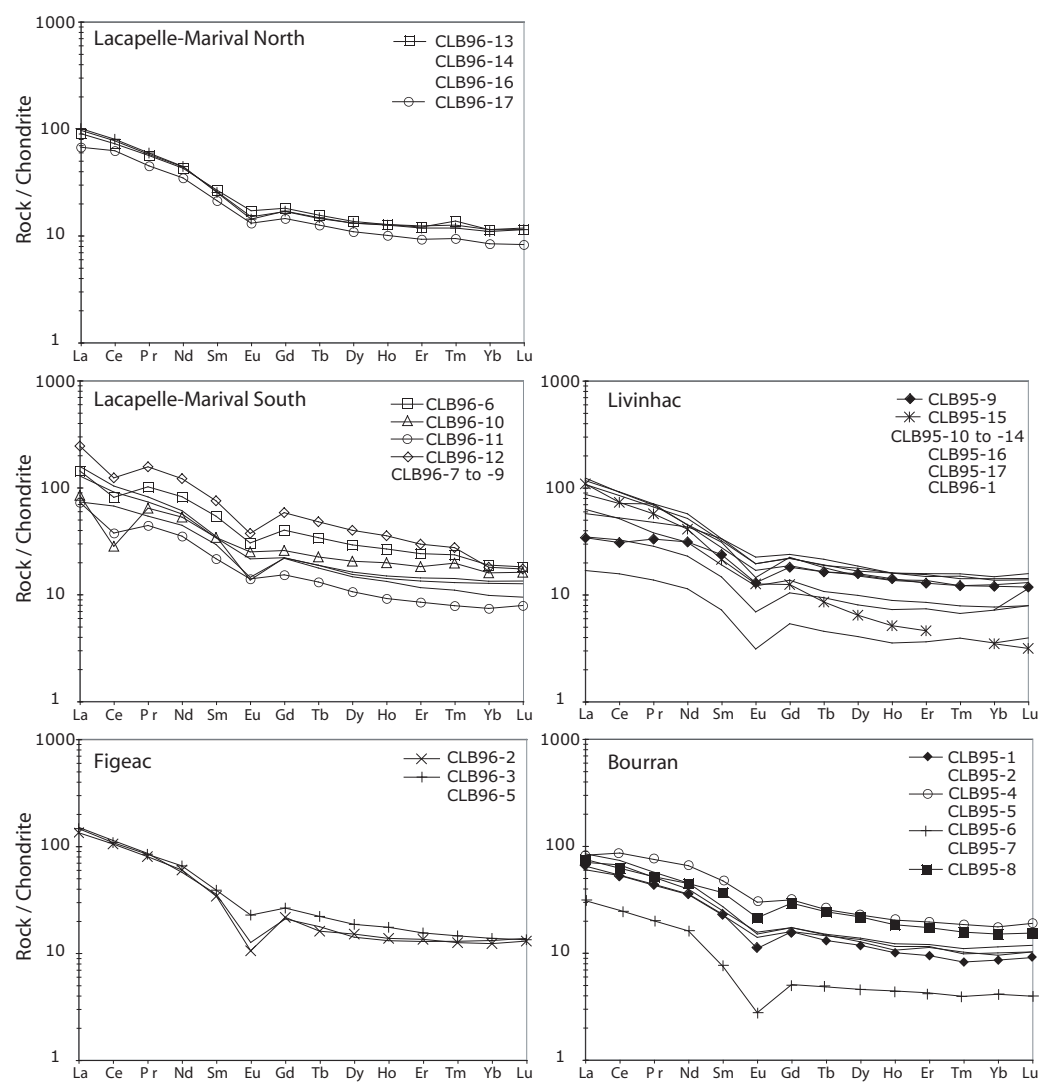 Lacapelle-Marival North
CLB96-13
CLB96-14
CLB96-16
CLB96-17
Rock / Chondrite
1000
100
10
1
La Ce P r Nd Sm Eu Gd Tb Dy Ho Er Tm Yb Lu
Lacapelle-Marival South
CLB96-6
CLB96-10
CLB96-11
CLB96-12
CLB96-7 to -9
1000
100
10
1
La Ce P r Nd Sm Eu Gd Tb Dy Ho Er Tm Yb Lu
Livinhac
CLB95-9
CLB95-15
CLB95-10 to -14
CLB95-16
CLB95-17
CLB96-1
1000
100
10
1
La Ce P r Nd Sm Eu Gd Tb Dy Ho Er Tm Yb Lu
Figeac
CLB96-2
CLB96-3
CLB96-5
Rock / Chondrite
1000
100
10
1
La Ce P r Nd Sm Eu Gd Tb Dy Ho Er Tm Yb Lu
Bourran
CLB95-1
CLB95-2
CLB95-4
CLB95-5
CLB95-6
CLB95-7
CLB95-8
1000
100
10
1
La Ce P r Nd Sm Eu Gd Tb Dy Ho Er Tm Yb Lu